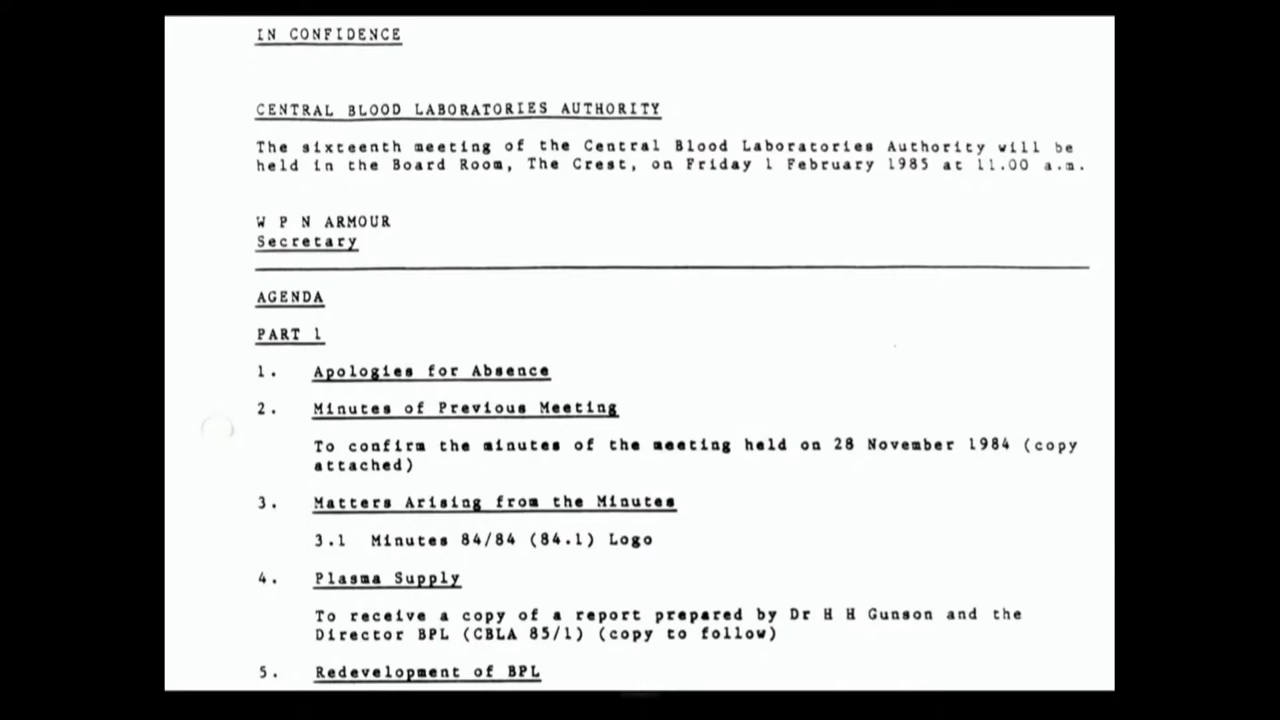 IN CONFIDENCE
CENTRAL BLOOD LABORATORIES AUTHORITY
The sixteenth meeting of the Central Blood Laboratories Authority will be
held in the Board Room, The Crest, on Friday 1 February 1985 at 11.00 a.m.
W P N ARMOUR
Secretary
AGENDA
PART 1
1. Apologies for Absence
2. Minutes of Previous Meeting
To confirm the minutes of the meeting held on 28 November 1984 (copy
attached)
3. Matters Arising from the Minutes
3.1 Minutes 84/84 (84.1) Logo
4. Plasma Supply
To receive a copy of a report prepared by Dr H H Gunson and the
Director BPL (CBLA 85/1) (copy to follow)
5. Redevelopment of BPL